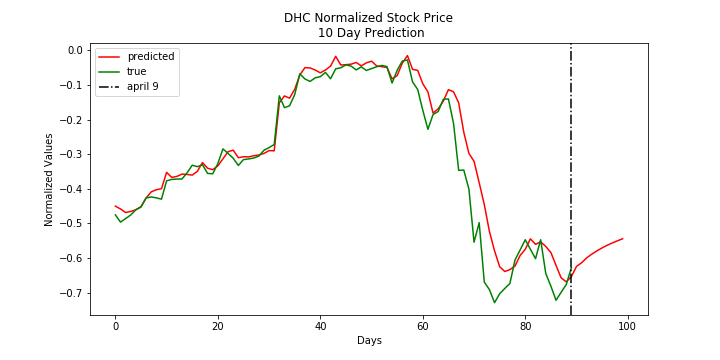 DHC Normalized Stock Price
10 Day Prediction
predicted
true
april 9
Normalized Values
0.0
−0.1
−0.2
−0.3
−0.4
−0.5
−0.6
−0.7
0
20
40
60
80
100
Days